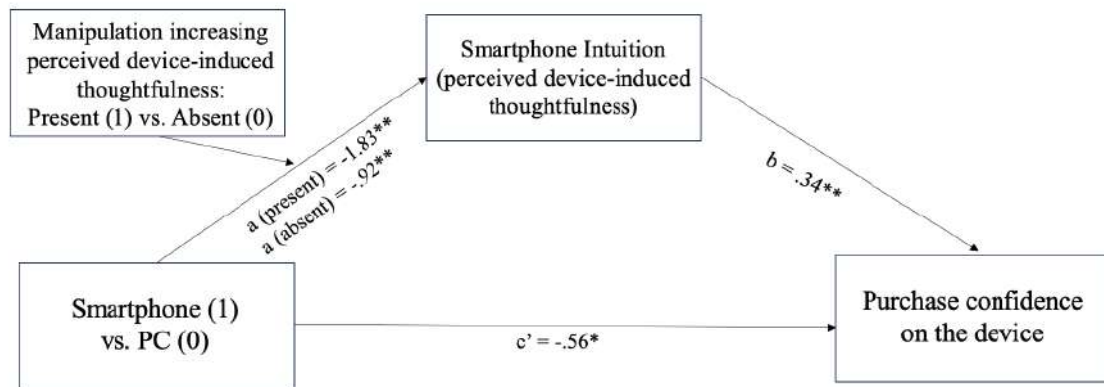 Manipulation increasing
perceived device-induced
thoughtfulness:
Present (1) vs. Absent (0)
Smartphone Intuition
(perceived device-induced
thoughtfulness)
a (present) = -1.83**
a (absent) = -.92**
b = .34**
Smartphone (1)
vs. PC (0)
c’ = -.56*
Purchase confidence
on the device